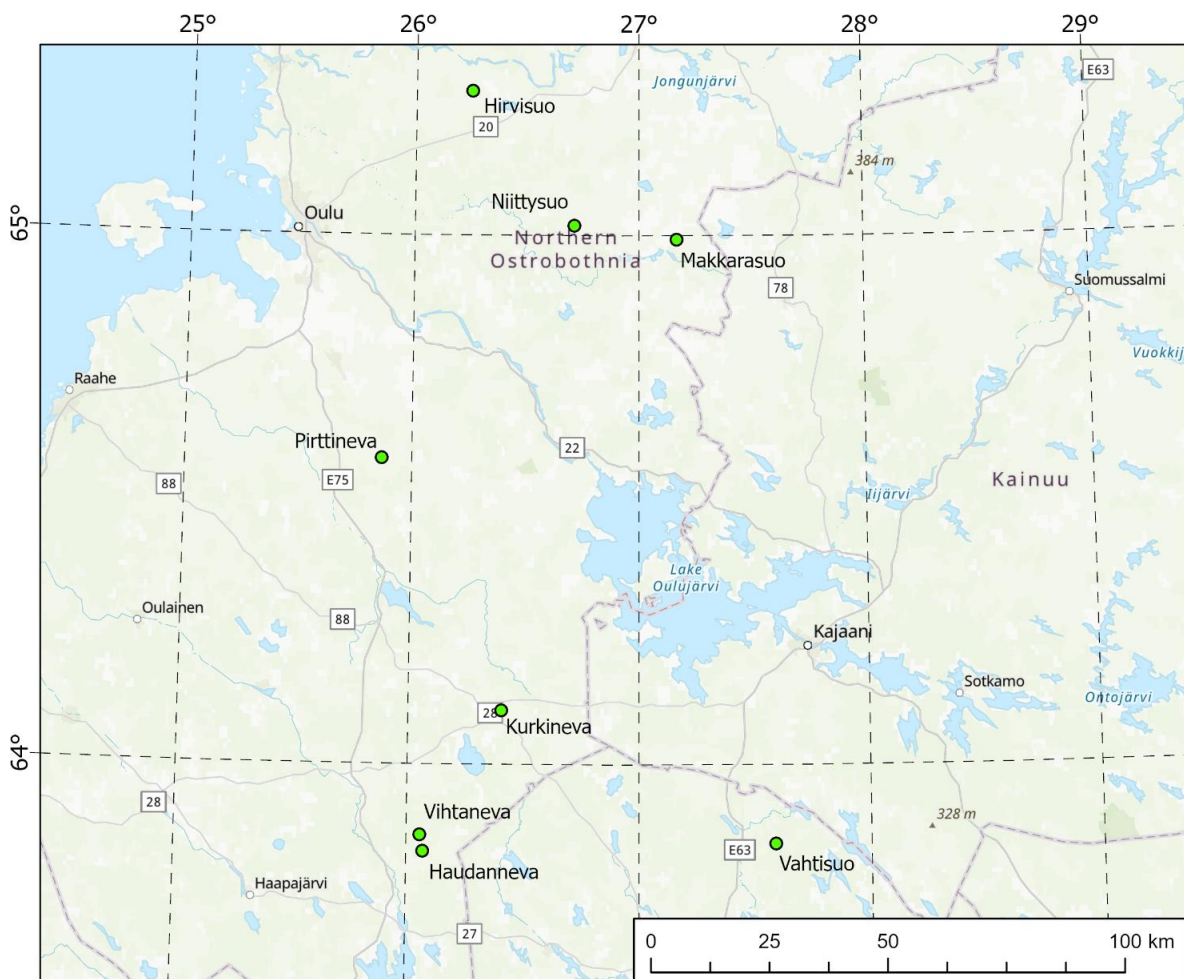 25° 26° 27° 28° 29°
E63
Jongunjärvi
Hirvisuo
20
384 m
Niittysuo
Oulu
65°
Northern
Ostrobothnia
Makkarasuo
Suomussalmi
78
Vuokkij
Raahe
Pirttineva
22
E75
88
Kainuu
Iijärvi
Lake
Oulujärvi
Oulainen
88
Kajaani
Sotkamo
Ontojärvi
28
Kurkineva
64°
28
Vihtaneva
328 m
E63
Haudanneva
Vahtisuo
Haapajärvi
27
0 25 50 100 km